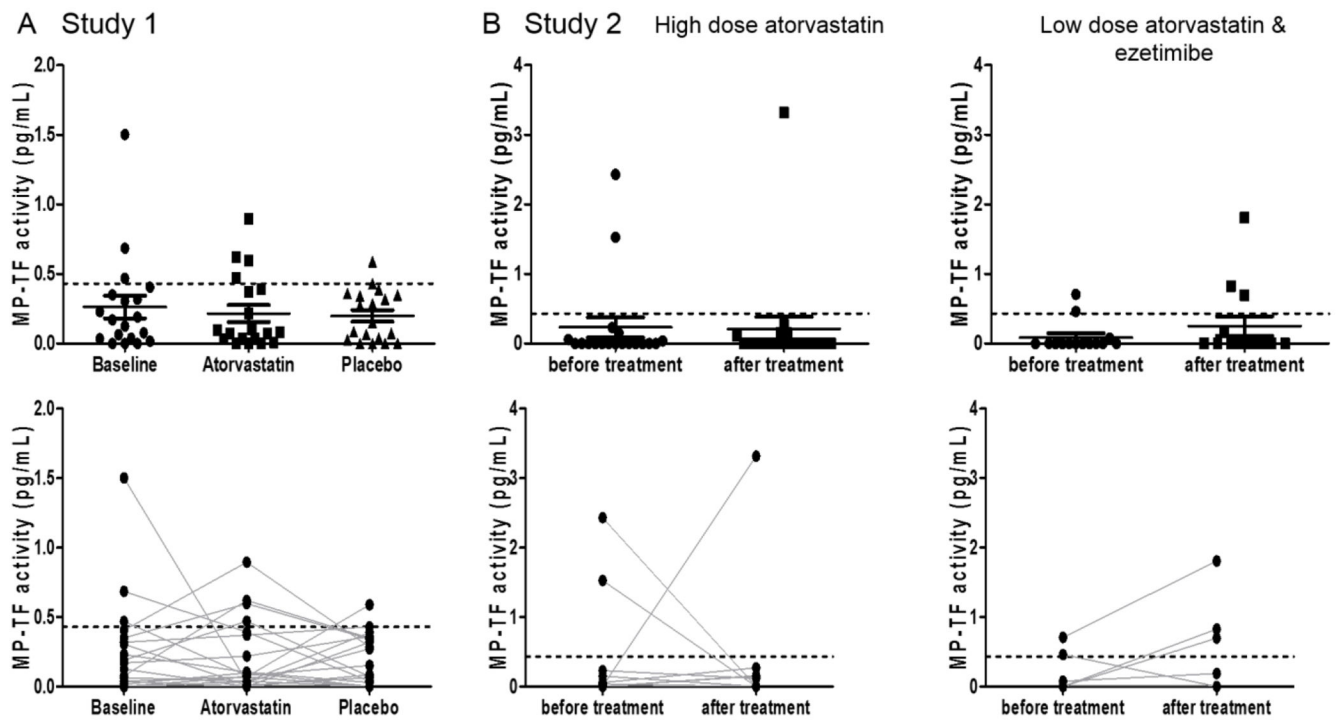 A Study 1
B Study 2 High dose atorvastatin
Low dose atorvastatin &
ezetimibe
MP-TF activity (pg/mL)
2.0
1.5
1.0
0.5
0.0
Baseline Atorvastatin Placebo
MP-TF activity (pg/mL)
4
3
2
1
0
before treatment after treatment
MP-TF activity (pg/mL)
4
2
0
before treatment after treatment
MP-TF activity (pg/mL)
2.0
1.5
1.0
0.5
0.0
Baseline Atorvastatin Placebo
MP-TF activity (pg/mL)
4
3
2
1
0
before treatment after treatment
MP-TF activity (pg/mL)
4
3
2
1
0
before treatment after treatment